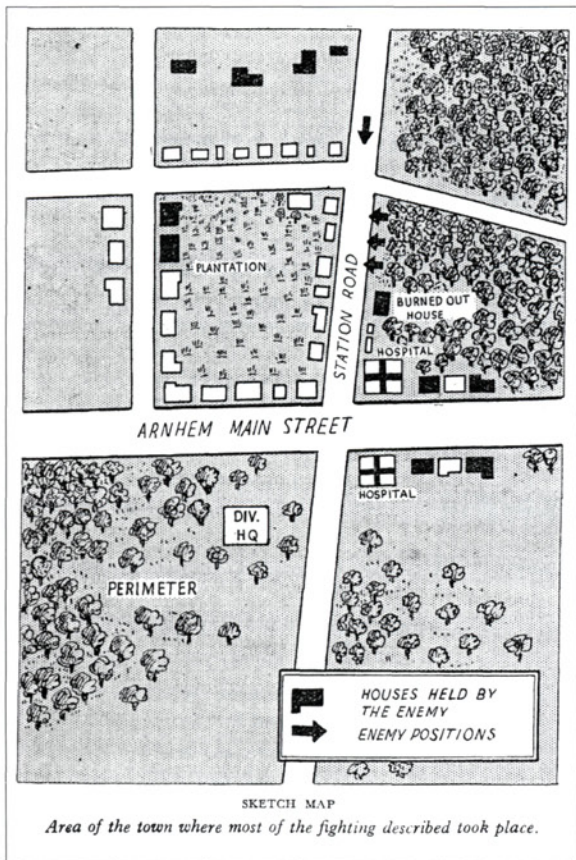 PLANTATION
STATION ROAD
BURNED OUT
HOUSE
HOSPITAL
ARNHEM MAIN STREET
HOSPITAL
DIV.
HQ
PERIMETER
HOUSES HELD BY
THE ENEMY
ENEMY POSITIONS
SKETCH MAP
Area of the town where most of the fighting described took place.